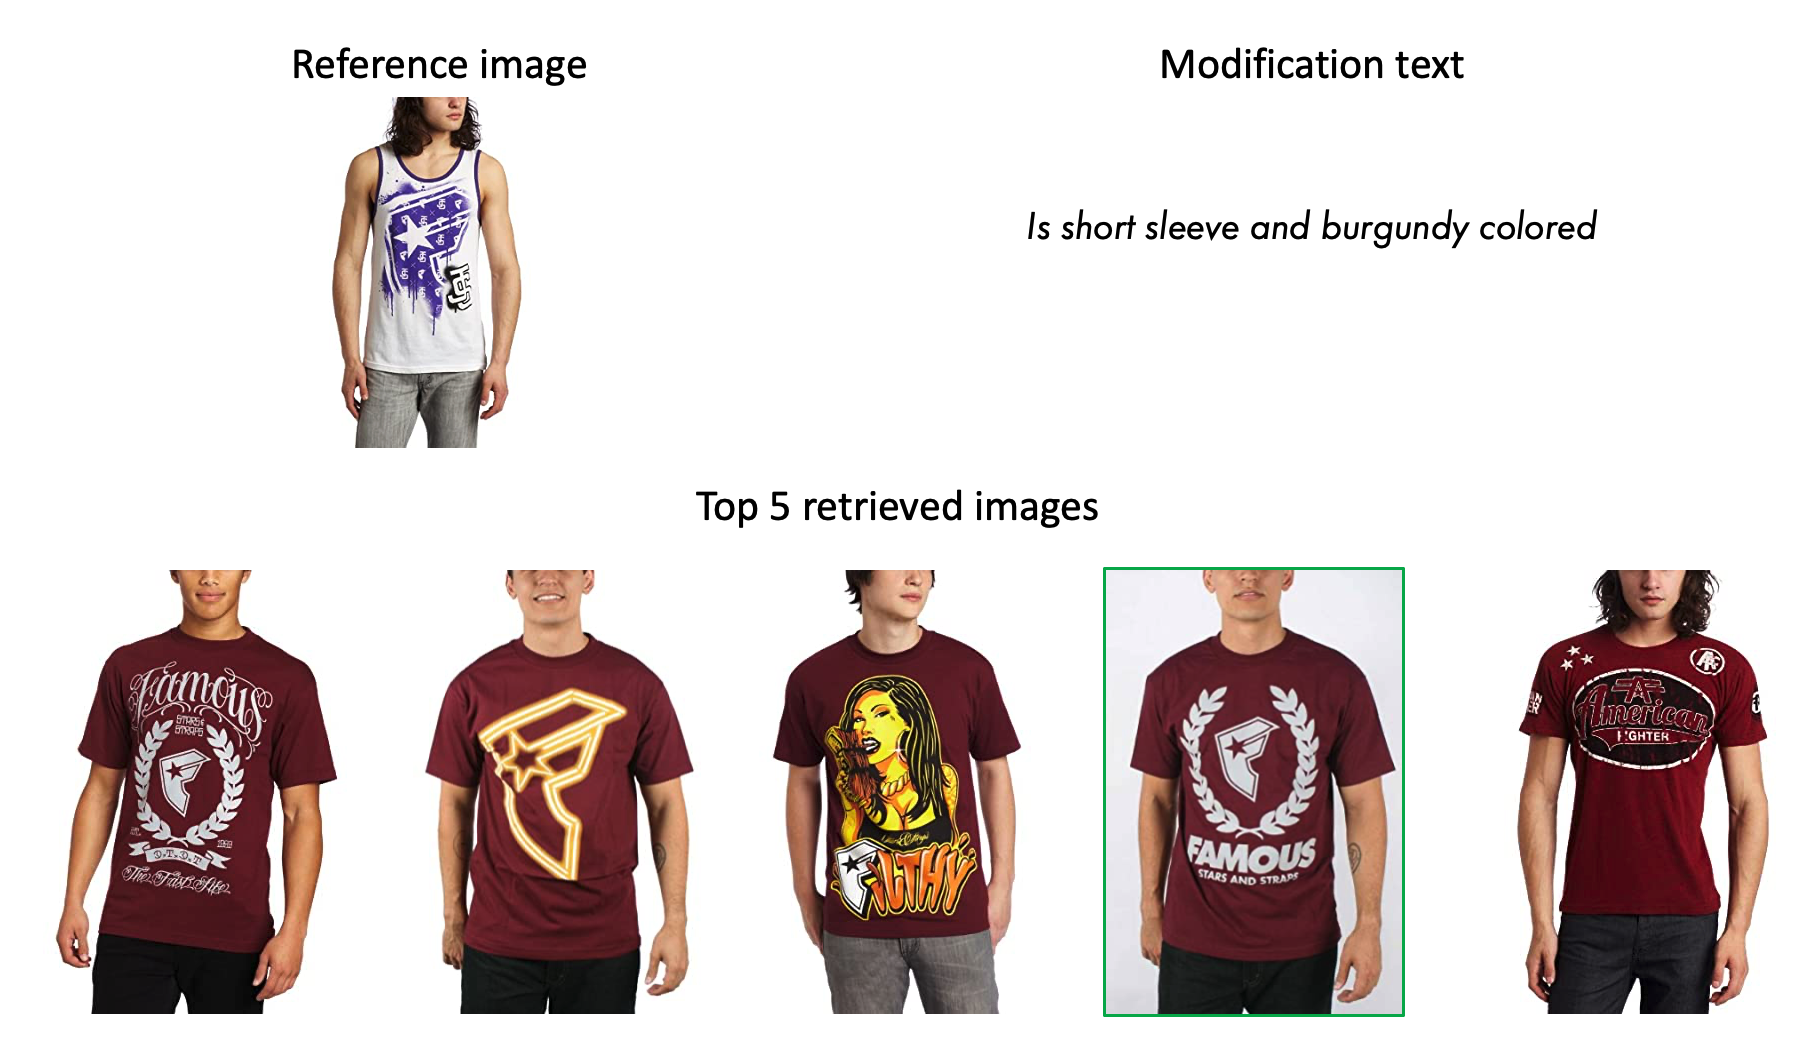 Reference image
Modification text
Is short sleeve and burgundy colored
Top 5 retrieved images
Famous
STARS &
STRAPS
D.T.D.T
The Fast Life
FILTHY
FAMOUS
STARS AND STRAPS
American
FIGHTER